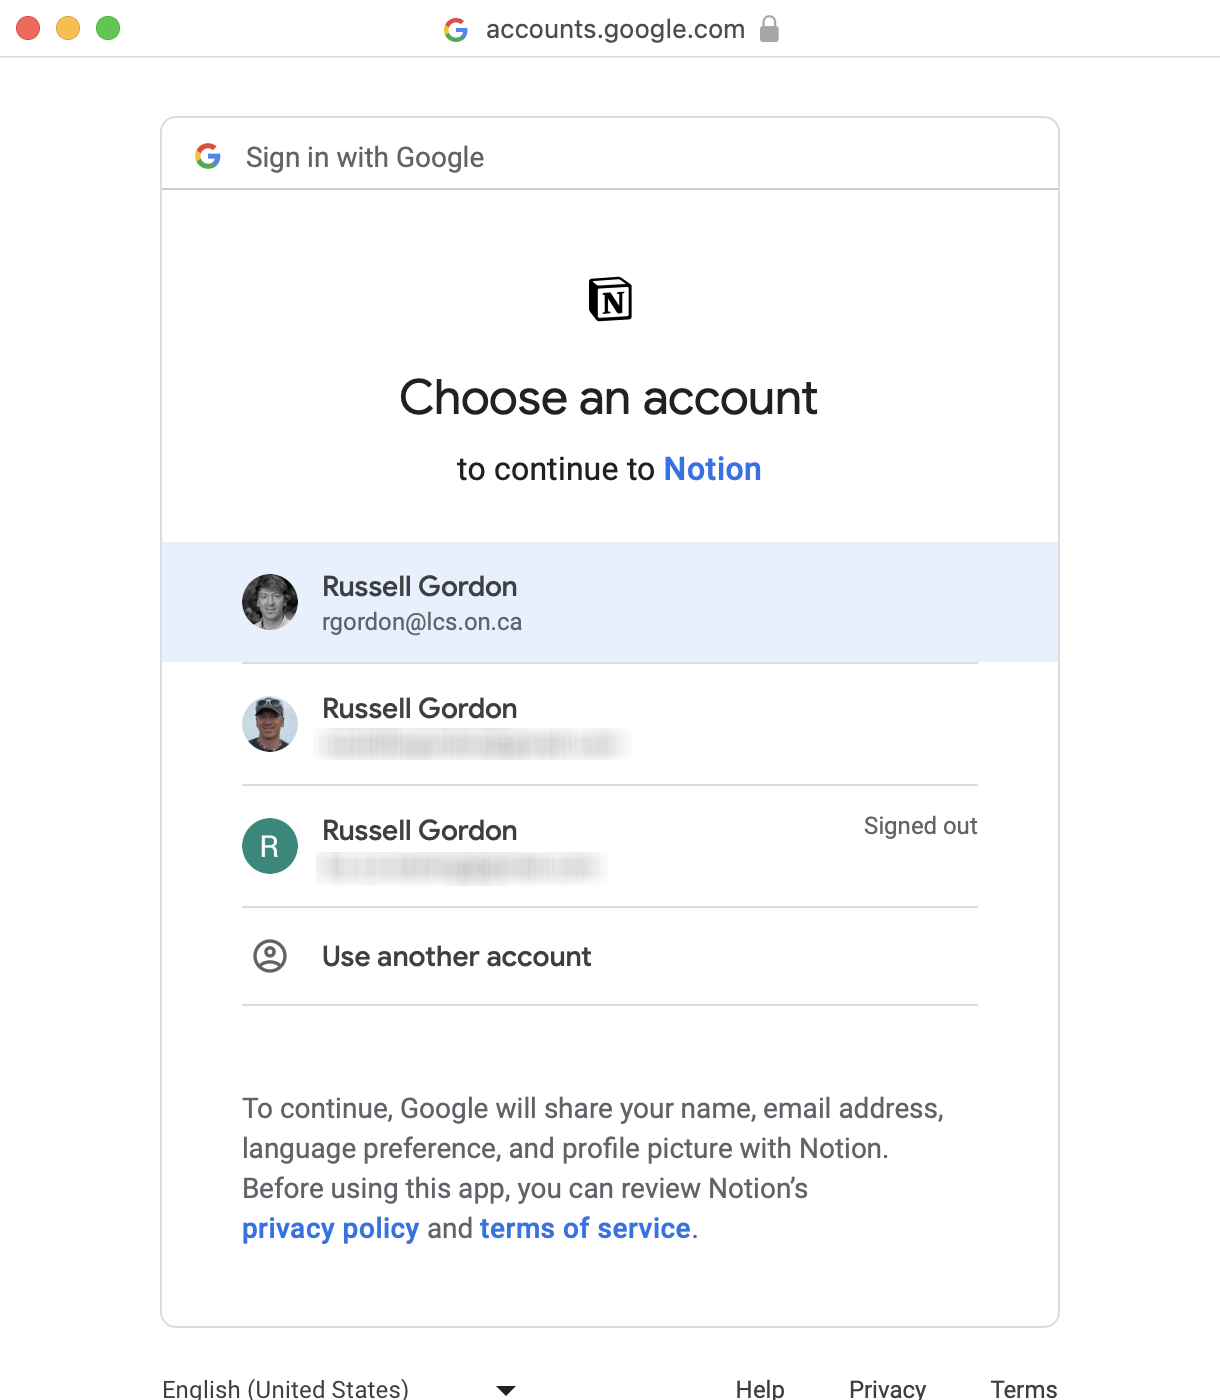 accounts.google.com
Sign in with Google
N
Choose an account
to continue to Notion
Russell Gordon
rgordon@lcs.on.ca
Russell Gordon
R
Russell Gordon
Signed out
Use another account
To continue, Google will share your name, email address,
language preference, and profile picture with Notion.
Before using this app, you can review Notion’s
privacy policy and terms of service.
English (United States)
Help
Privacy
Terms